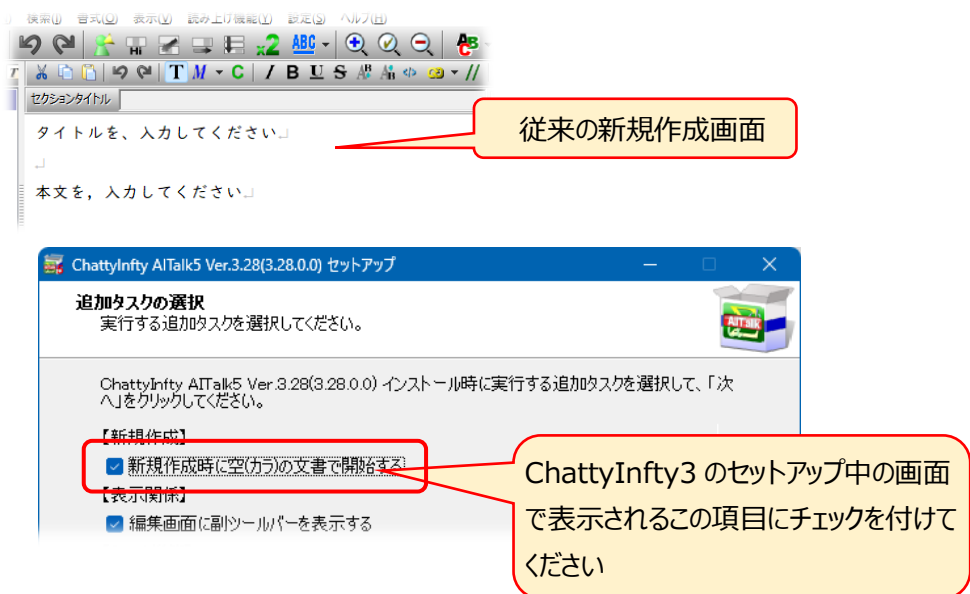 検索(I) 書式(O) 表示(V) 読み上げ機能(Y) 設定(S) ヘルプ(H)
HI x2 ABC
T M C / B U S
セクションタイトル
タイトルを、入力してください
本文を，入力してください
従来の新規作成画面
ChattyInfty AITalk5 Ver.3.28(3.28.0.0) セットアップ
追加タスクの選択
実行する追加タスクを選択してください。
AITalk
ChattyInfty AITalk5 Ver.3.28(3.28.0.0) インストール時に実行する追加タスクを選択して、「次
へ」をクリックしてください。
【新規作成】
新規作成時に空(カラ)の文書で開始する
【表示関係】
編集画面に副ツールバーを表示する
ChattyInfty3 のセットアップ中の画面
で表示されるこの項目にチェックを付けて
ください